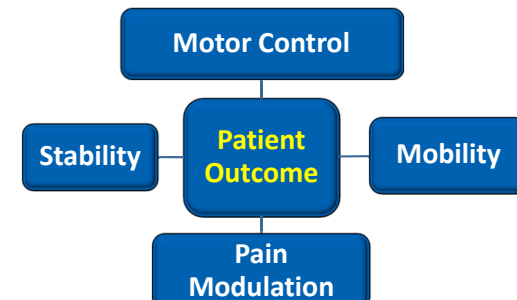 Motor Control
Stability
Patient
Outcome
Mobility
Pain
Modulation